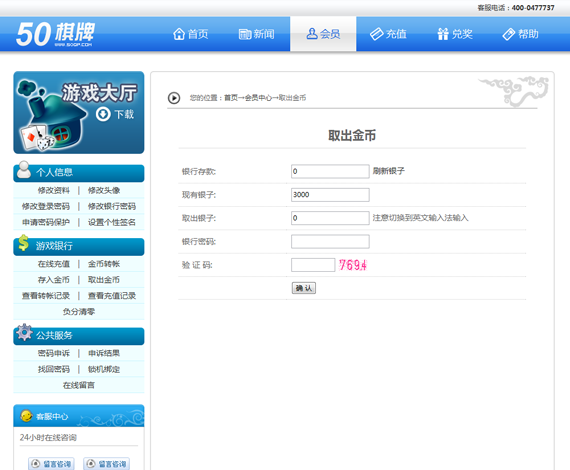 客服电话：400-0477737
50棋牌
WWW.50QP.COM
首页 新闻 会员 充值 兑奖 帮助
游戏大厅
下载
个人信息
修改资料 | 修改头像
修改登录密码 | 修改银行密码
申请密码保护 | 设置个性签名
游戏银行
在线充值 | 金币转帐
存入金币 | 取出金币
查看转帐记录 | 查看充值记录
负分清零
公共服务
密码申诉 | 申诉结果
找回密码 | 锁机绑定
在线留言
客服中心
24小时在线咨询
留言咨询 留言咨询
您的位置：首页→会员中心→取出金币
取出金币
银行存款: 0 刷新银子
现有银子: 3000
取出银子: 0 注意切换到英文输入法输入
银行密码:
验 证 码: 7694
确 认